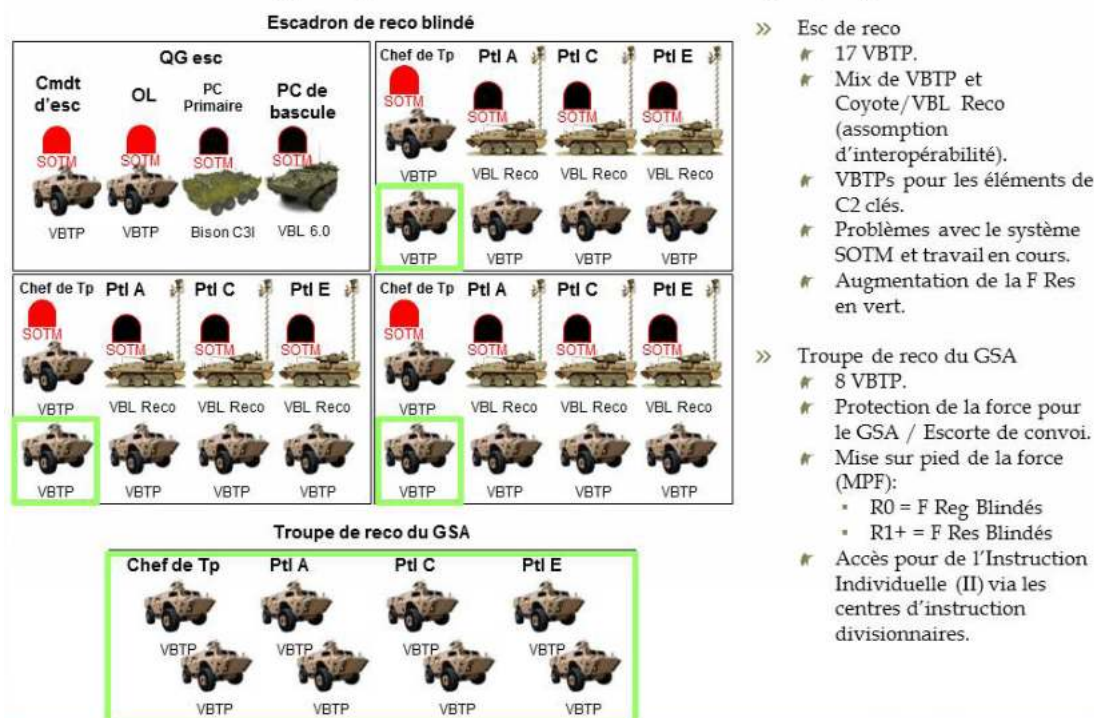 Escadron de reco blindé
QG esc
Cmdt d'esc
OL
PC Primaire
PC de bascule
SOTM SOTM SOTM SOTM
VBTP VBTP Bison C3I VBL 6.0
Chef de Tp Ptl A Ptl C Ptl E
SOTM SOTM SOTM SOTM
VBTP VBL Reco VBL Reco VBL Reco
VBTP VBTP VBTP VBTP
Chef de Tp Ptl A Ptl C Ptl E
SOTM SOTM SOTM SOTM
VBTP VBL Reco VBL Reco VBL Reco
VBTP VBTP VBTP VBTP
Chef de Tp Ptl A Ptl C Ptl E
SOTM SOTM SOTM SOTM
VBTP VBL Reco VBL Reco VBL Reco
VBTP VBTP VBTP VBTP
Troupe de reco du GSA
Chef de Tp Ptl A Ptl C Ptl E
VBTP VBTP VBTP VBTP
VBTP VBTP VBTP VBTP
» Esc de reco
17 VBTP.
Mix de VBTP et
Coyote/VBL Reco
(assomption
d'interopérabilité).
VBTPs pour les éléments de
C2 clés.
Problèmes avec le système
SOTM et travail en cours.
Augmentation de la F Res
en vert.
» Troupe de reco du GSA
8 VBTP.
Protection de la force pour
le GSA / Escorte de convoi.
Mise sur pied de la force
(MPF):
▪ R0 = F Reg Blindés
▪ R1+ = F Res Blindés
Accès pour de l'Instruction
Individuelle (II) via les
centres d'instruction
divisionnaires.